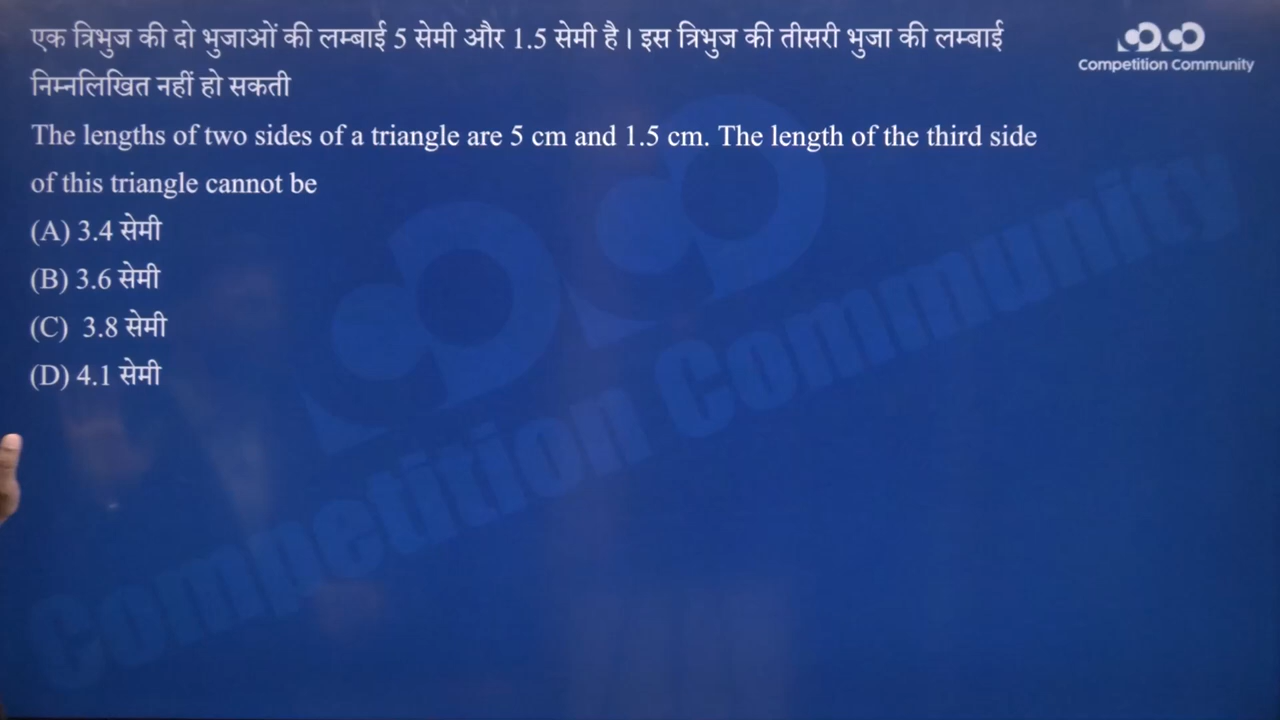 एक त्रिभुज की दो भुजाओं की लम्बाई 5 सेमी और 1.5 सेमी है। इस त्रिभुज की तीसरी भुजा की लम्बाई
निम्नलिखित नहीं हो सकती
The lengths of two sides of a triangle are 5 cm and 1.5 cm. The length of the third side
of this triangle cannot be
(A) 3.4 सेमी
(B) 3.6 सेमी
(C) 3.8 सेमी
(D) 4.1 सेमी
Competition Community
Competition Community